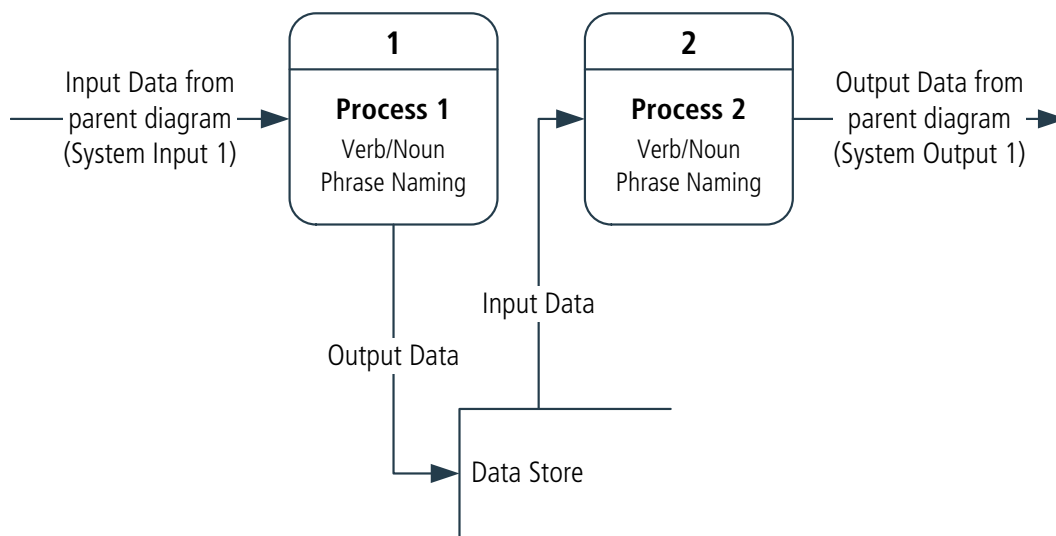 Input Data from
parent diagram
(System Input 1)
1
Process 1
Verb/Noun
Phrase Naming
2
Process 2
Verb/Noun
Phrase Naming
Output Data from
parent diagram
(System Output 1)
Input Data
Output Data
Data Store